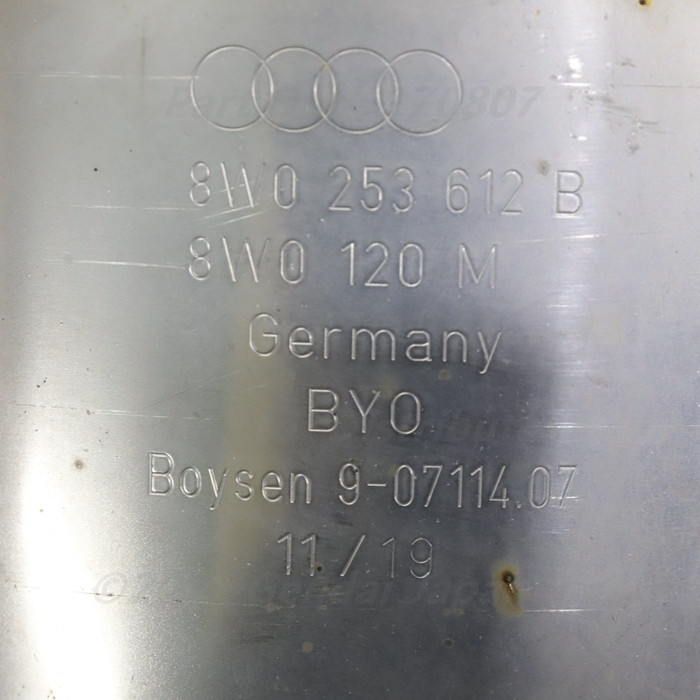 8W0 253 612 B
8W0 120 M
Germany
BYO
Boysen 9-07114.07
11/19